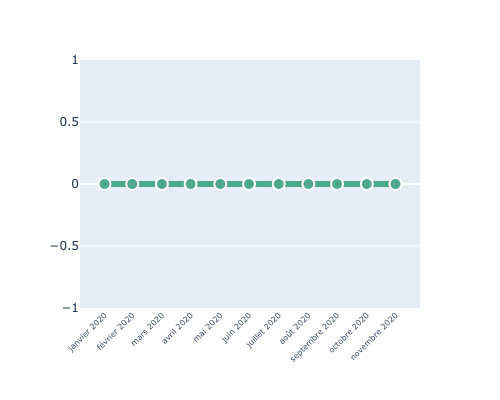 1
0.5
0
−0.5
−1
janvier 2020
février 2020
mars 2020
avril 2020
mai 2020
juin 2020
juillet 2020
août 2020
septembre 2020
octobre 2020
novembre 2020